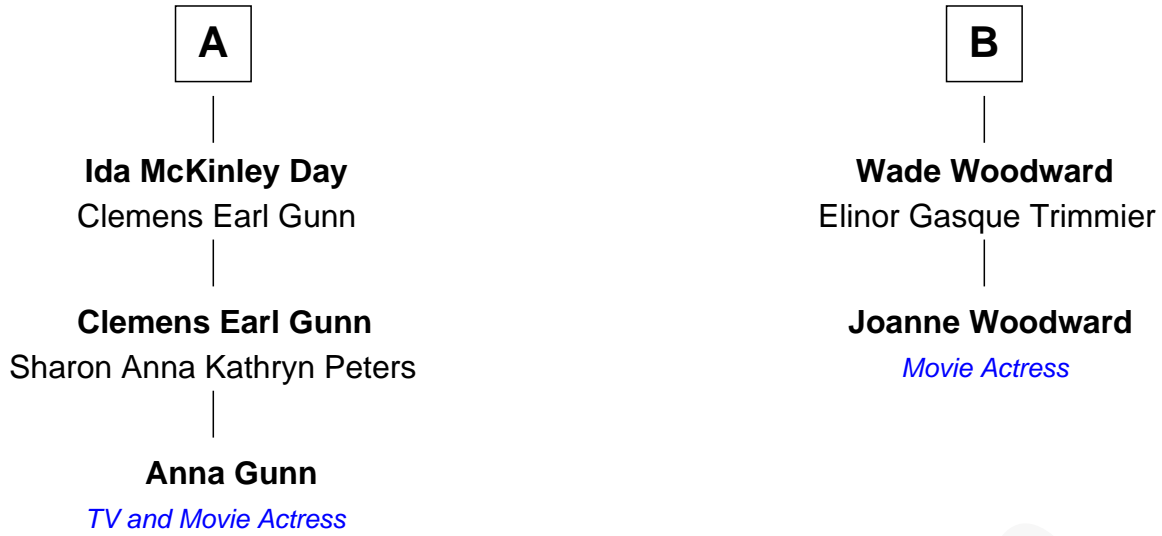 A
Ida McKinley Day
Clemens Earl Gunn
Clemens Earl Gunn
Sharon Anna Kathryn Peters
Anna Gunn
TV and Movie Actress
B
Wade Woodward
Elinor Gasque Trimmier
Joanne Woodward
Movie Actress